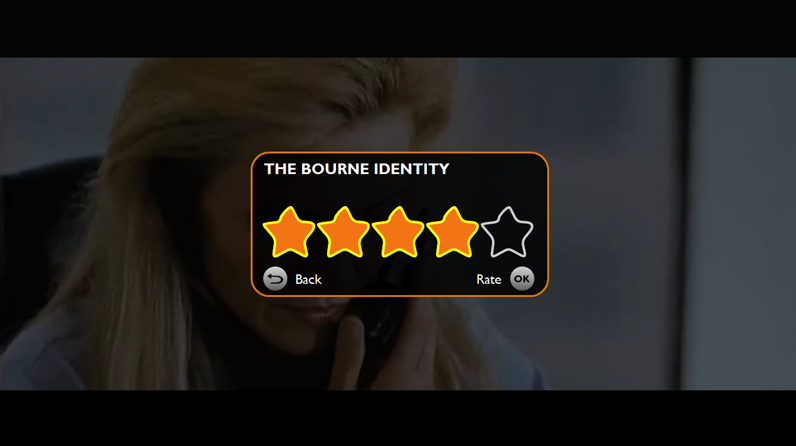 THE BOURNE IDENTITY
Back
Rate OK